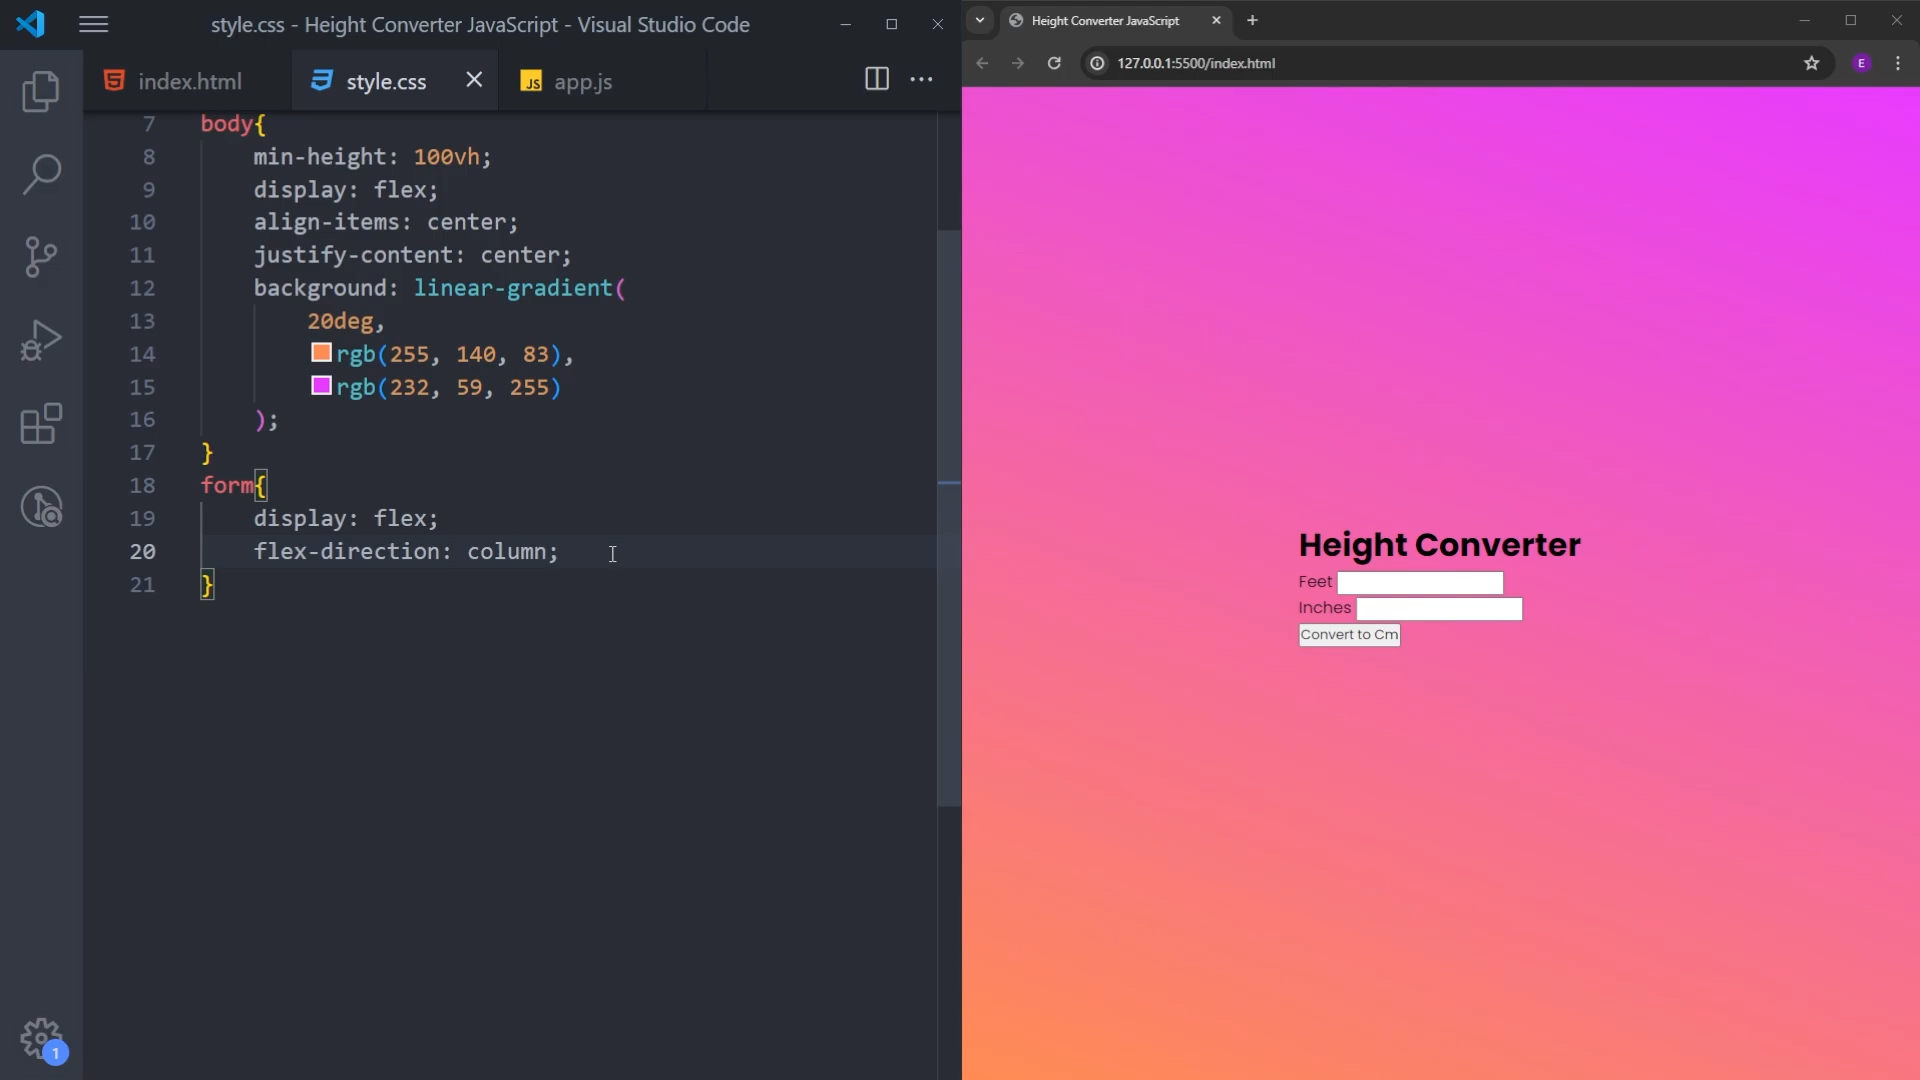 style.css - Height Converter JavaScript - Visual Studio Code
index.html
style.css
JS app.js
7 body{
8 min-height: 100vh;
9 display: flex;
10 align-items: center;
11 justify-content: center;
12 background: linear-gradient(
13 20deg,
14 rgb(255, 140, 83),
15 rgb(232, 59, 255)
16 );
17 }
18 form{
19 display: flex;
20 flex-direction: column;
21 }
1
Height Converter JavaScript
127.0.0.1:5500/index.html
E
Height Converter
Feet
Inches
Convert to Cm